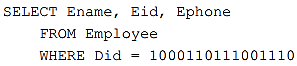 SELECT Ename, Eid, Ephone
FROM Employee
WHERE Did = 1000110111001110